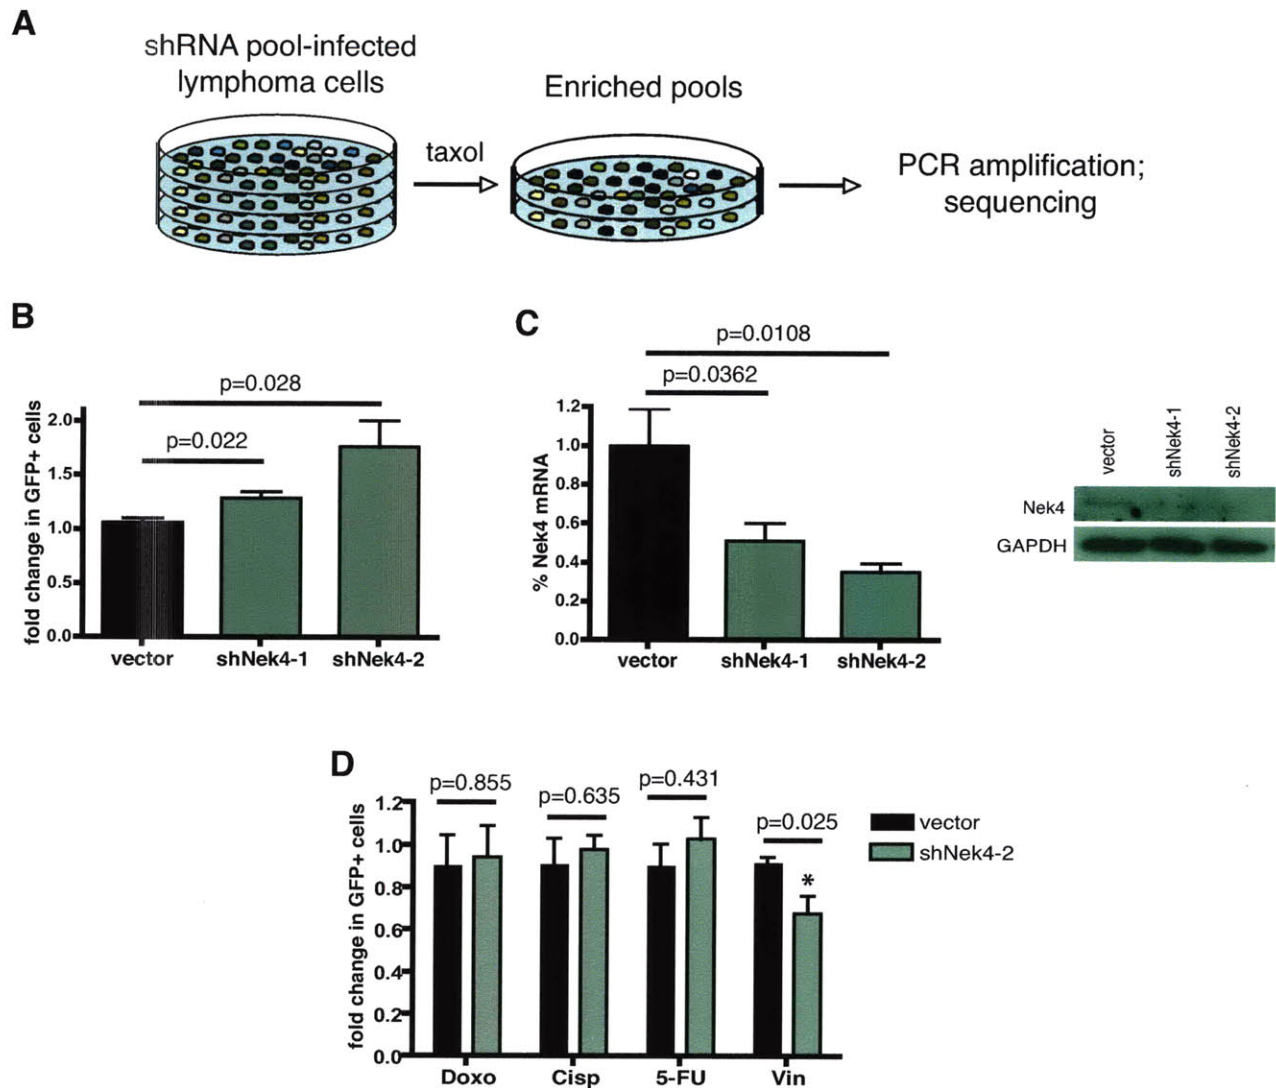 A
shRNA pool-infected
lymphoma cells
taxol
Enriched pools
PCR amplification;
sequencing
B
p=0.028
p=0.022
fold change in GFP+ cells
2.0
1.5
1.0
0.5
0.0
vector
shNek4-1
shNek4-2
C
p=0.0108
p=0.0362
% Nek4 mRNA
1.2
1.0
0.8
0.6
0.4
0.2
0.0
vector
shNek4-1
shNek4-2
vector
shNek4-1
shNek4-2
Nek4
GAPDH
D
p=0.855
p=0.635
p=0.431
p=0.025
*
fold change in GFP+ cells
1.2
1.0
0.8
0.6
0.4
0.2
0.0
Doxo
Cisp
5-FU
Vin
vector
shNek4-2